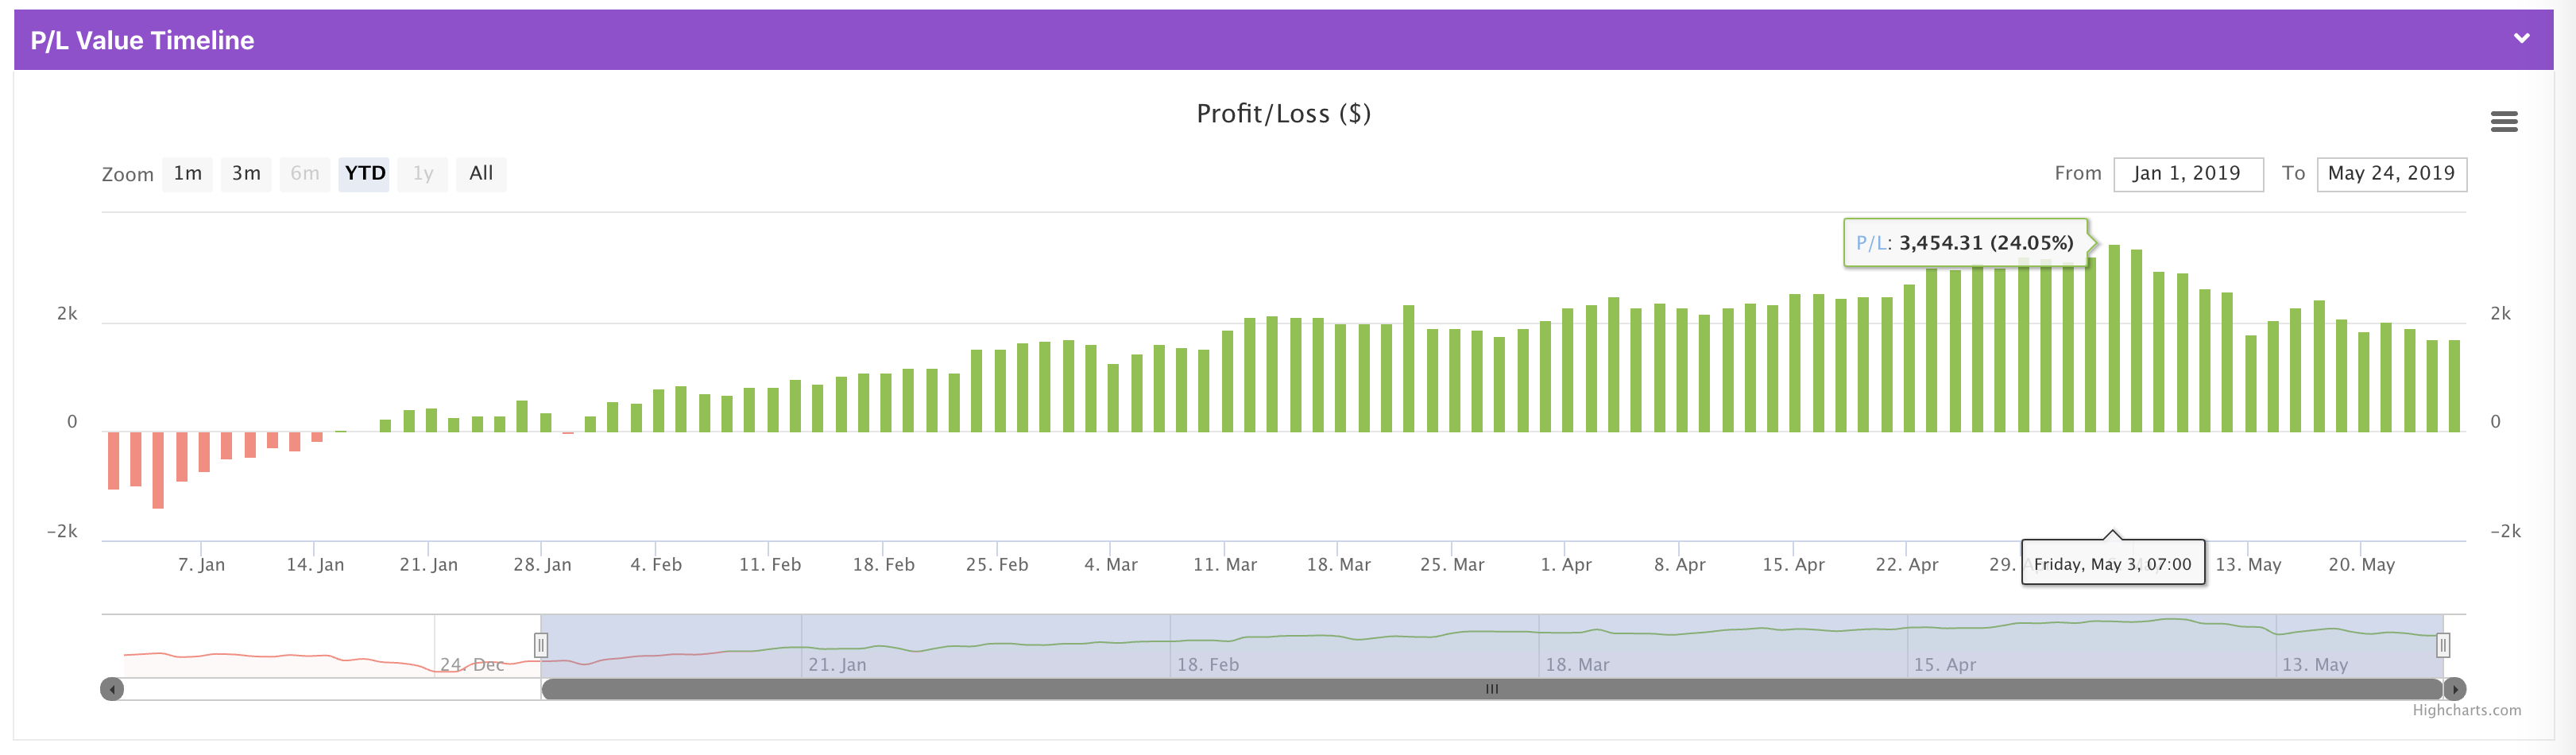 P/L Value Timeline
Profit/Loss ($)
Zoom 1m 3m 6m YTD 1y All
From Jan 1, 2019 To May 24, 2019
P/L: 3,454.31 (24.05%)
2k 2k
0 0
−2k −2k
7. Jan 14. Jan 21. Jan 28. Jan 4. Feb 11. Feb 18. Feb 25. Feb 4. Mar 11. Mar 18. Mar 25. Mar 1. Apr 8. Apr 15. Apr 22. Apr 29. Friday, May 3, 07:00 13. May 20. May
24. Dec 21. Jan 18. Feb 18. Mar 15. Apr 13. May
Highcharts.com